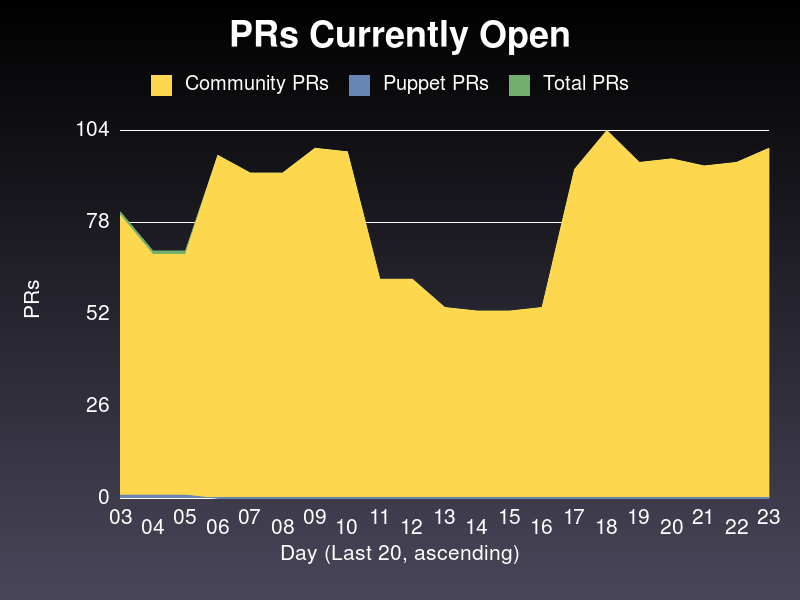 PRs Currently Open
Community PRs Puppet PRs Total PRs
104
78
52
26
0
PRs
03 04 05 06 07 08 09 10 11 12 13 14 15 16 17 18 19 20 21 22 23
Day (Last 20, ascending)